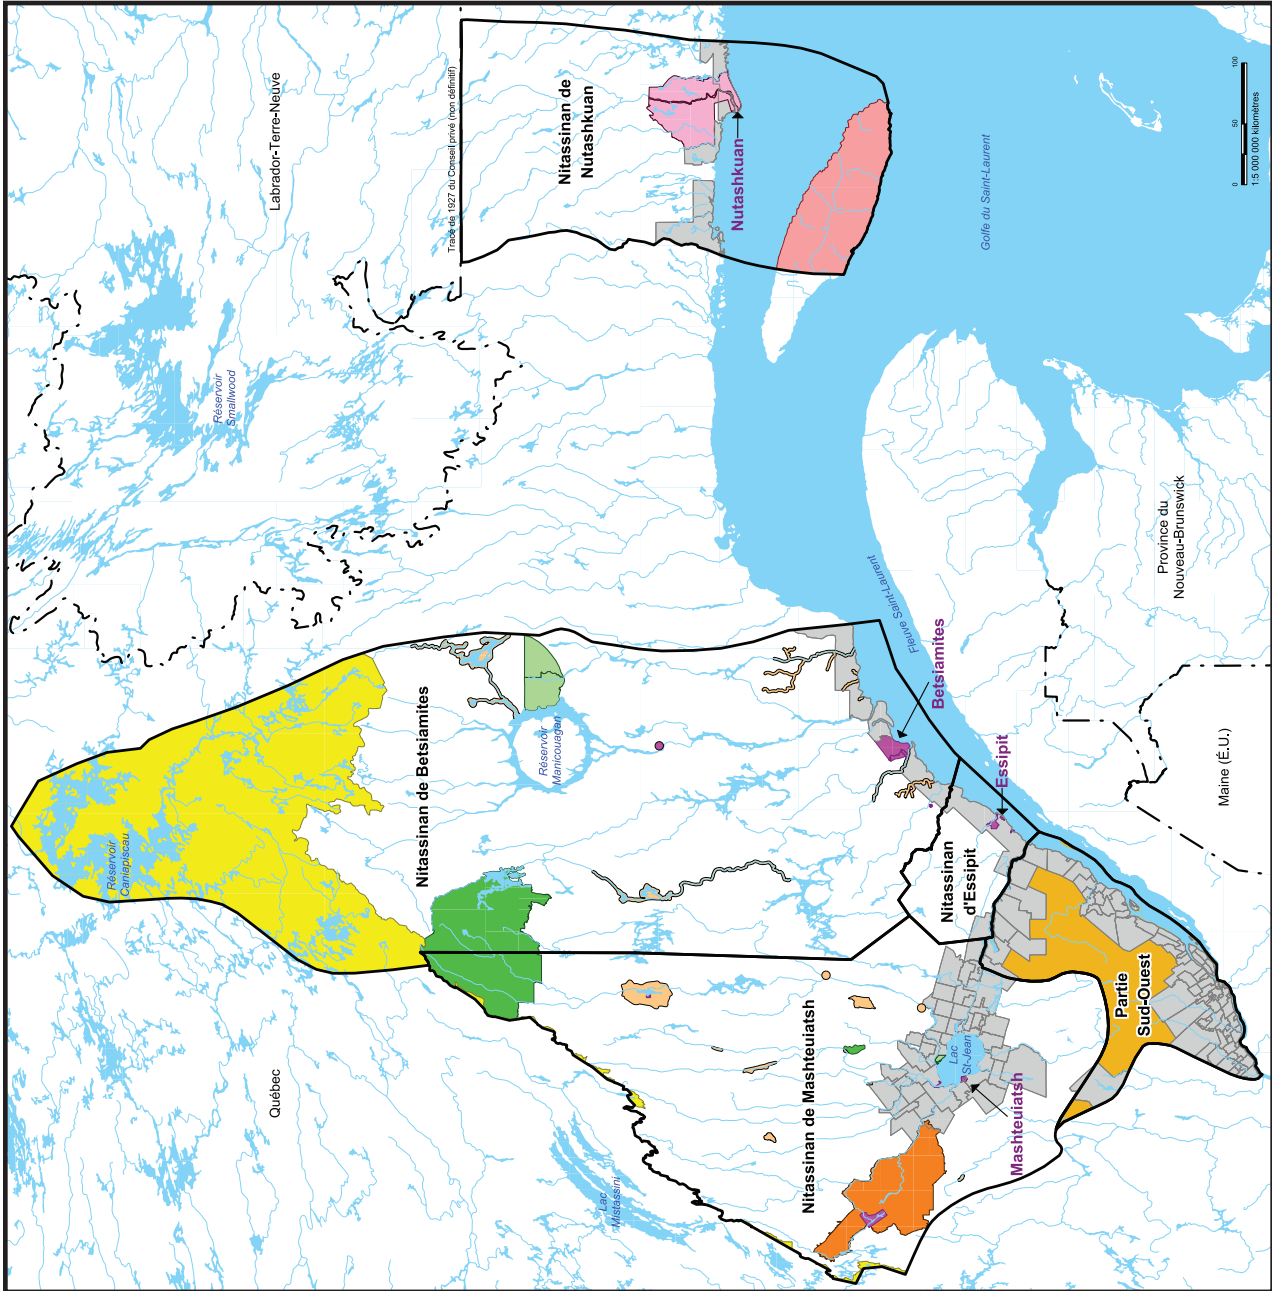 Labrador-Terre-Neuve
Tracé de 1927 du Conseil privé (non définitif)
Nitassinan de
Nutashkuan
Nutashkuan
Golfe du Saint-Laurent
0 50 100
1:5 000 000 kilomètres
Réservoir
Smallwood
Province du
Nouveau-Brunswick
Fleuve Saint-Laurent
Betsiamites
Nitassinan de Betsiamites
Réservoir
Manicouagan
Essipit
Maine (É.U.)
Réservoir
Caniapiscau
Nitassinan
d'Essipit
Partie
Sud-Ouest
Québec
Nitassinan de Mashteuiatsh
Lac
St-Jean
Mashteuiatsh
Lac
Mistassini